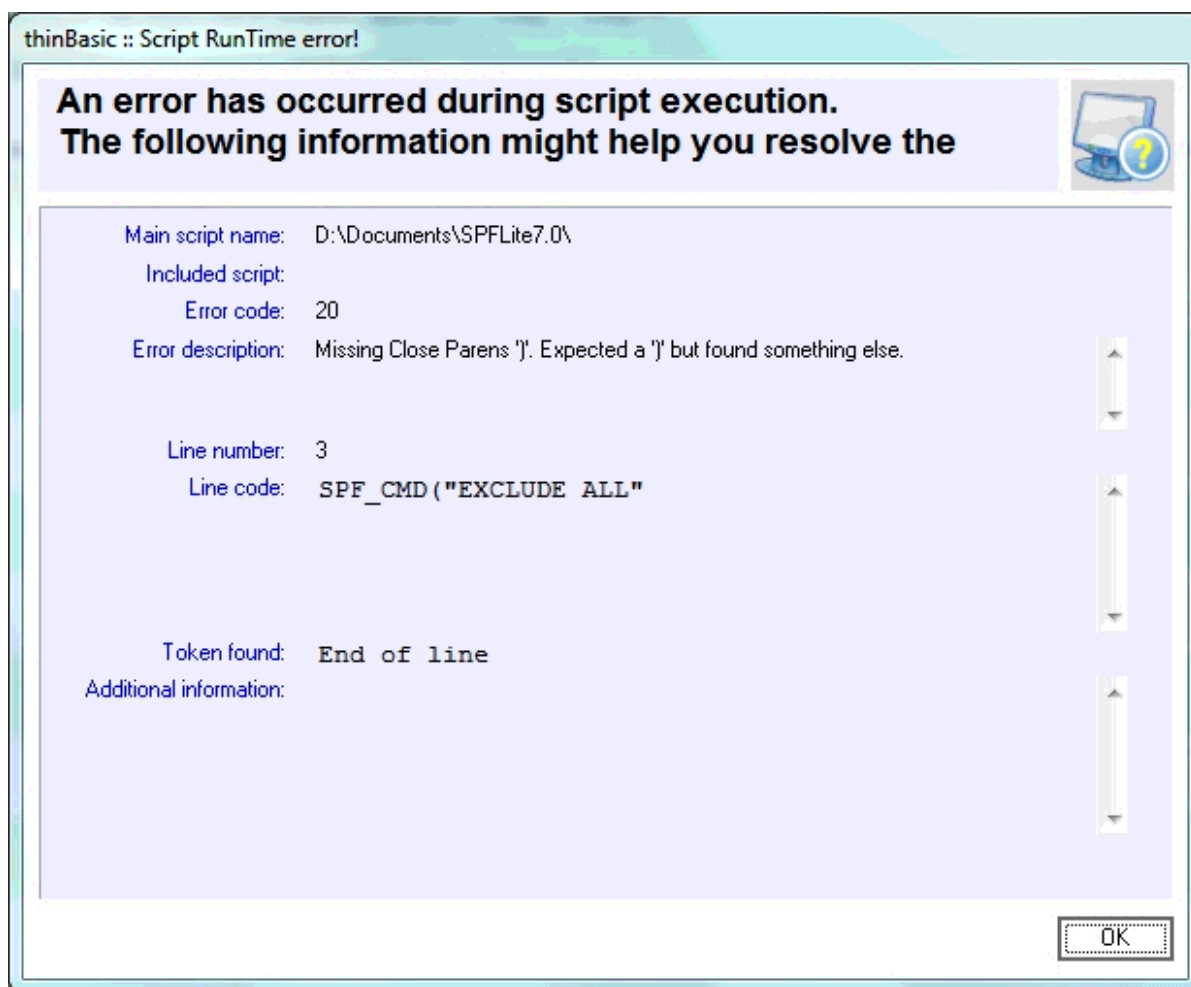 thinBasic :: Script RunTime error!
An error has occurred during script execution.
The following information might help you resolve the
Main script name: D:\Documents\SPFLite7.0\
Included script:
Error code: 20
Error description: Missing Close Parens ')'. Expected a ')' but found something else.
Line number: 3
Line code: SPF_CMD("EXCLUDE ALL"
Token found: End of line
Additional information:
OK